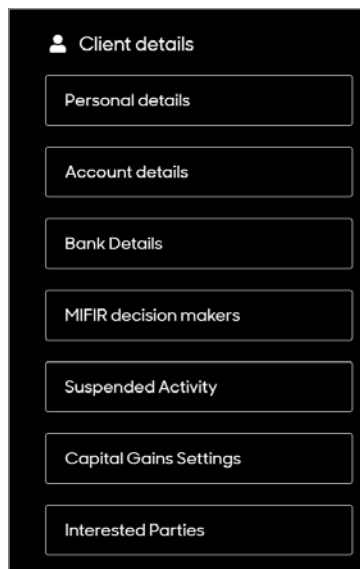 Client details
Personal details
Account details
Bank Details
MIFIR decision makers
Suspended Activity
Capital Gains Settings
Interested Parties